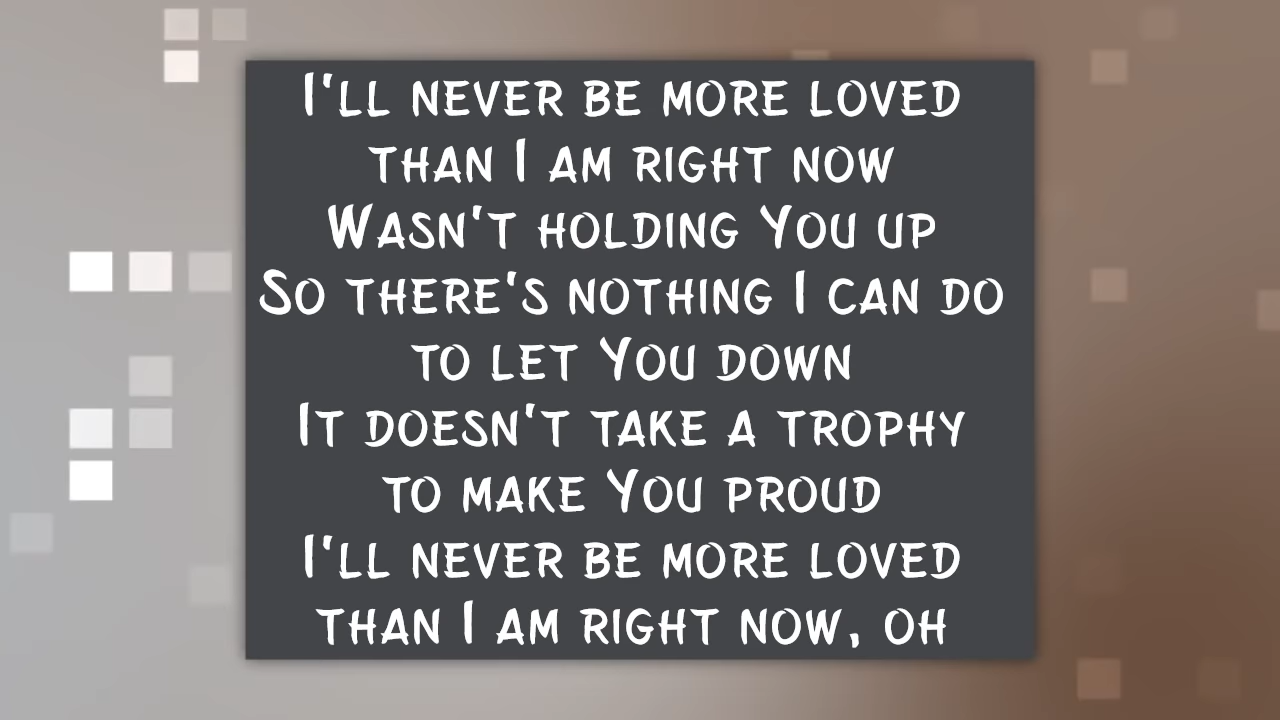 I'll never be more loved
than I am right now
Wasn't holding You up
So there's nothing I can do
to let You down
It doesn't take a trophy
to make You proud
I'll never be more loved
than I am right now, oh